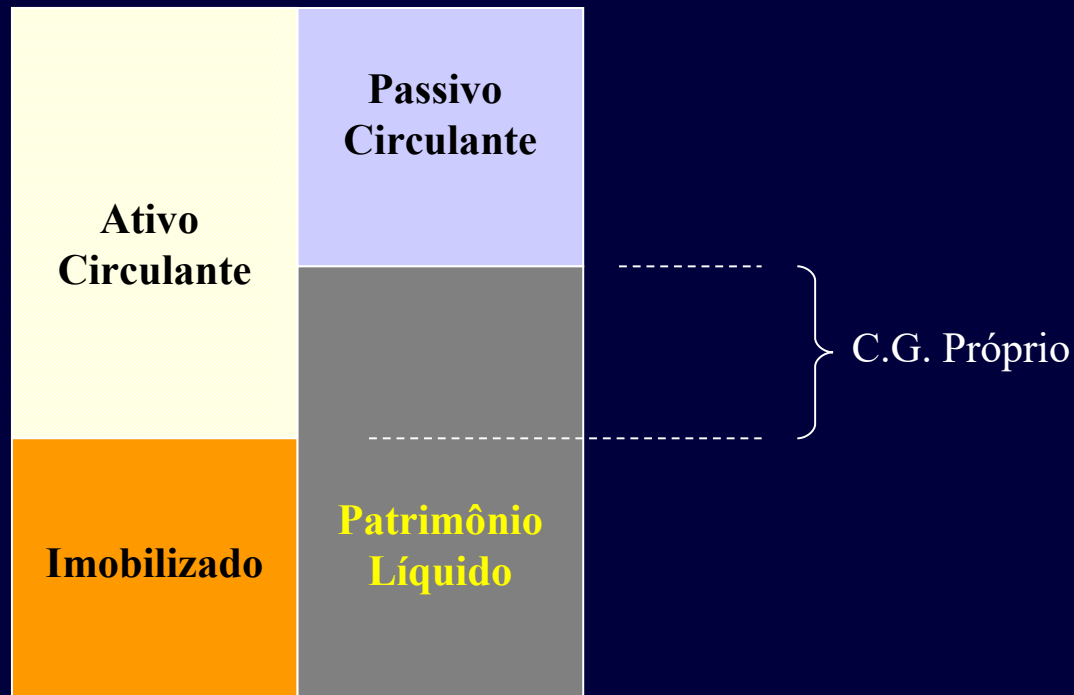 Passivo
Circulante
Ativo
Circulante
C.G. Próprio
Patrimônio
Líquido
Imobilizado